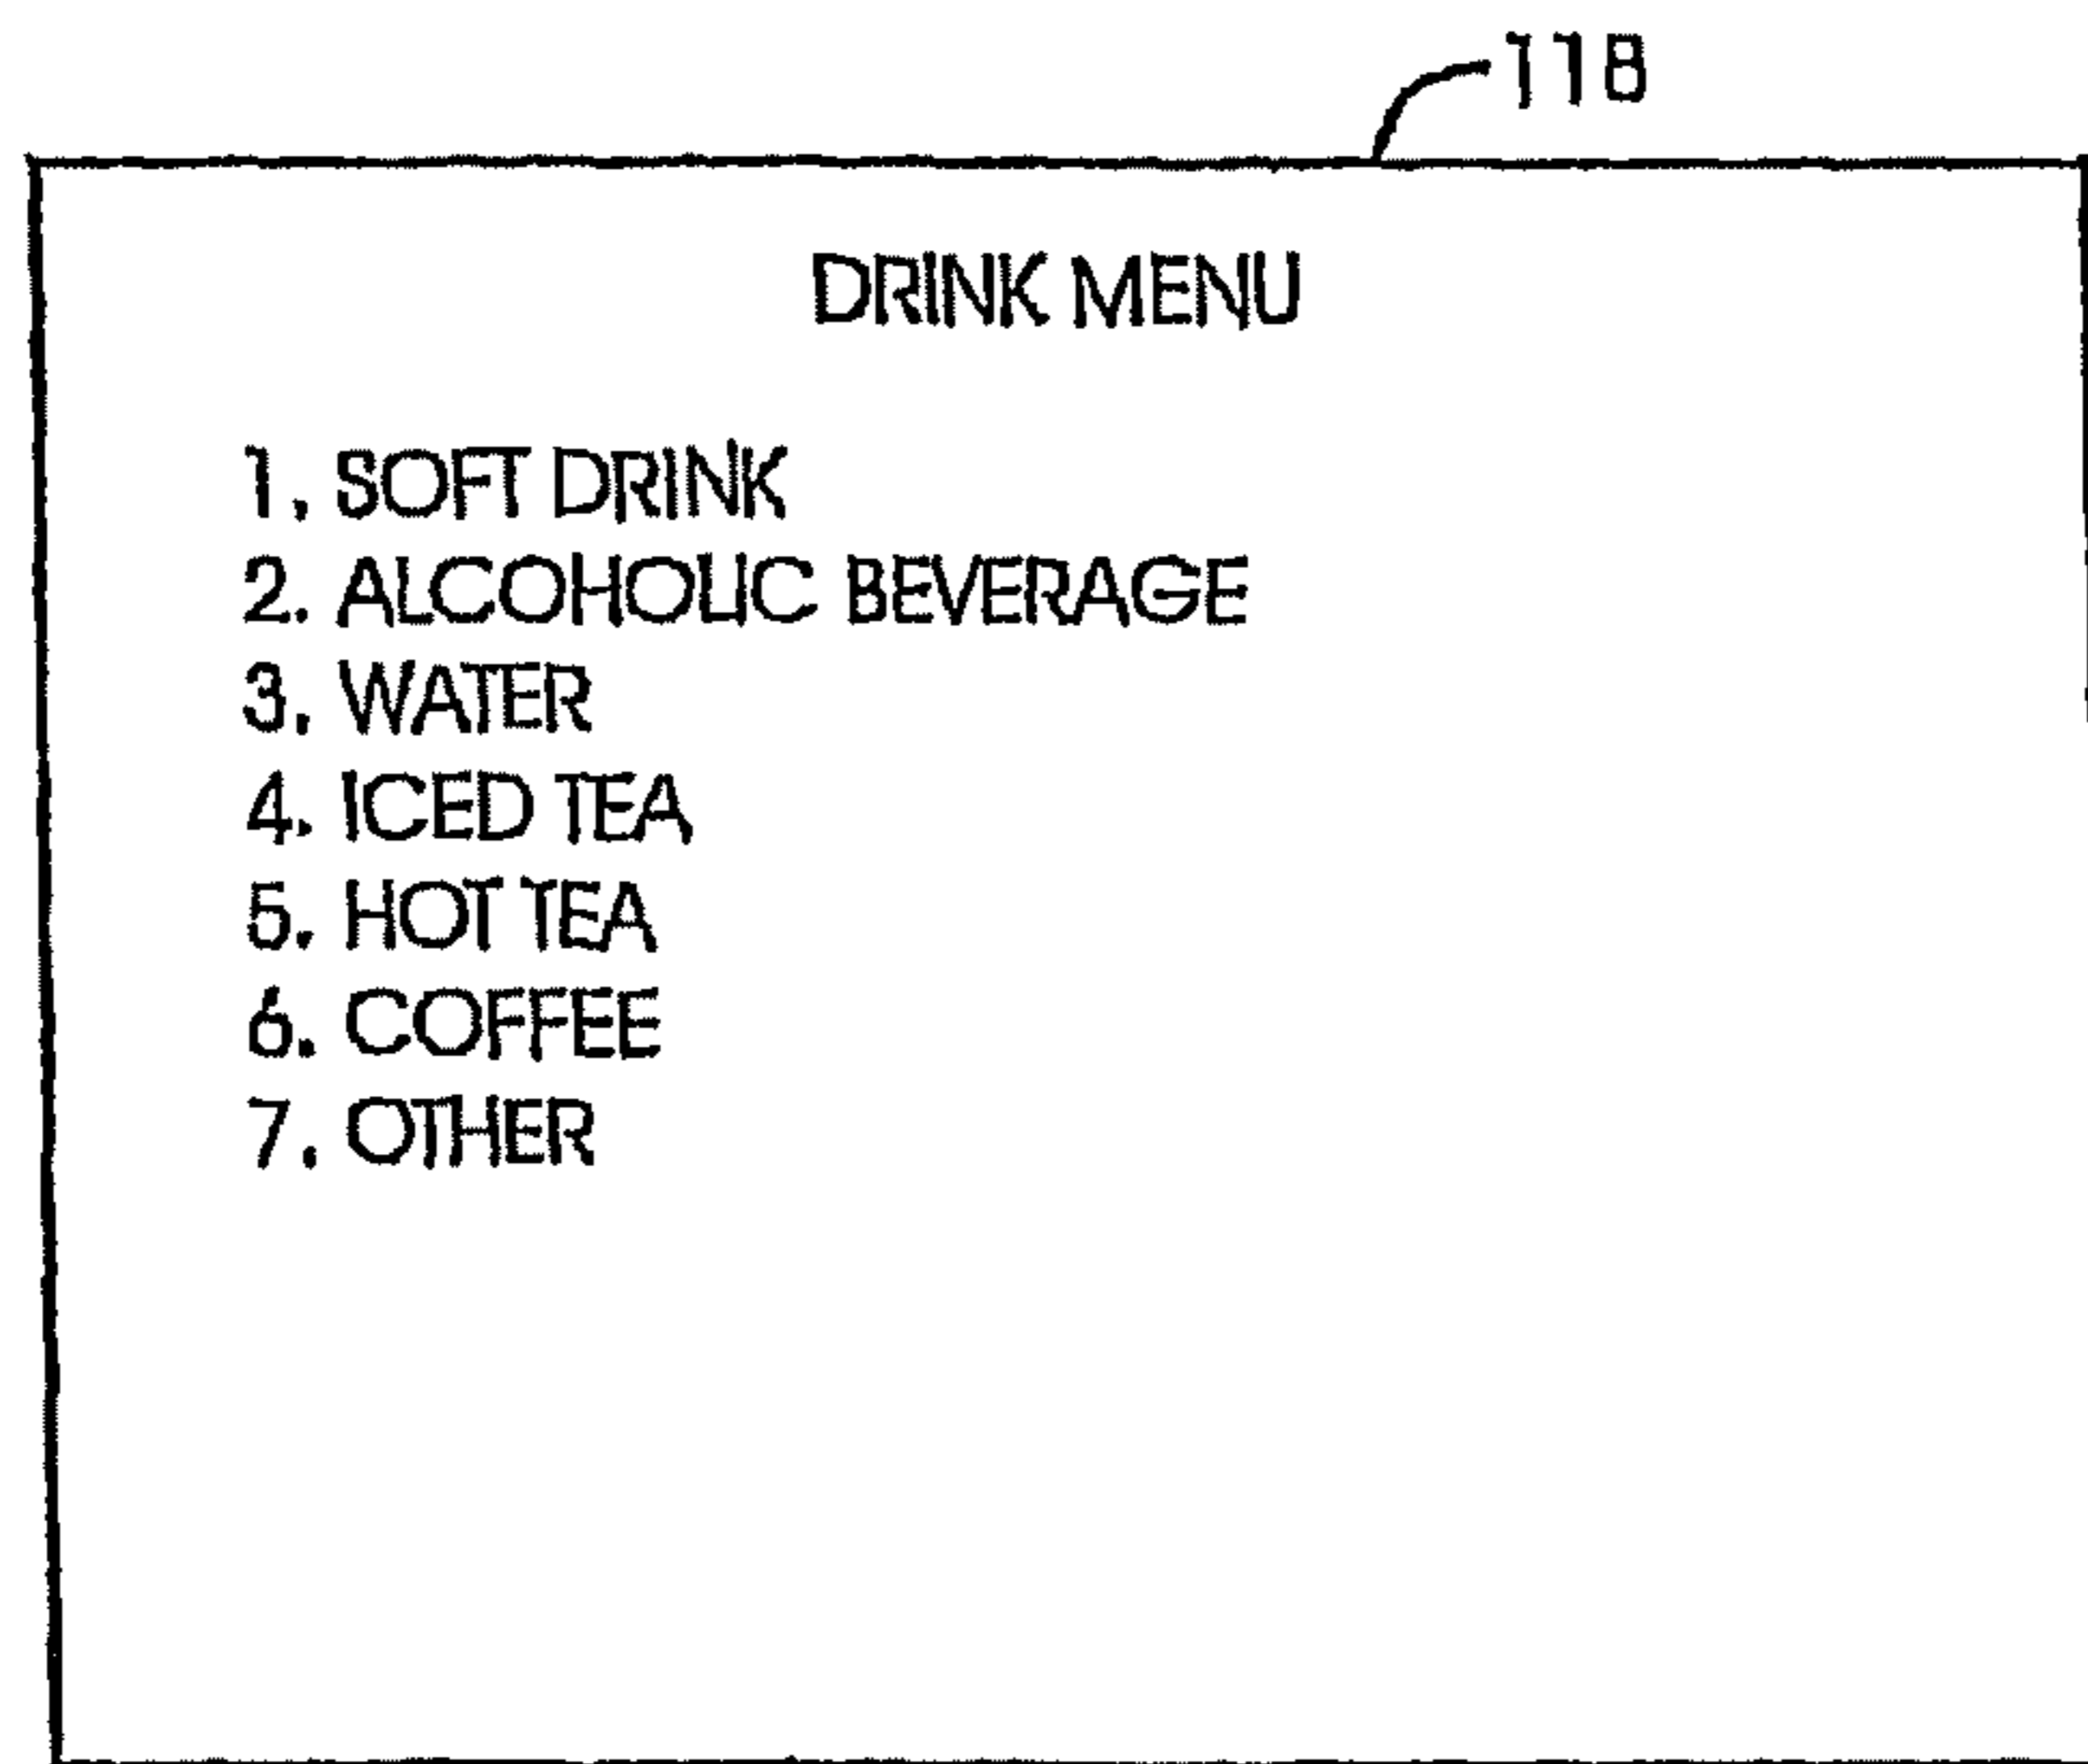 118
DRINK MENU
1. SOFT DRINK
2. ALCOHOLIC BEVERAGE
3. WATER
4. ICED TEA
5. HOT TEA
6. COFFEE
7. OTHER